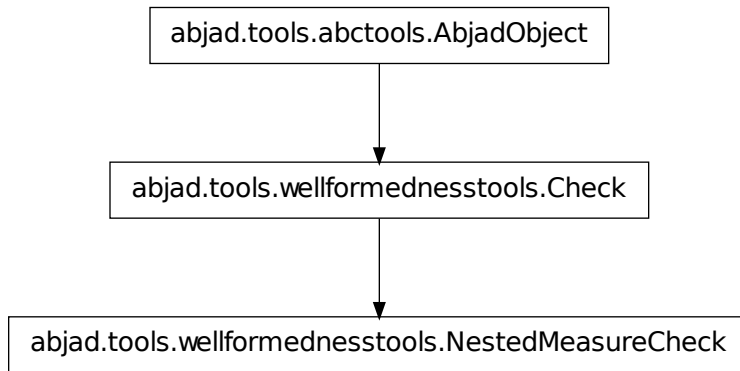 abjad.tools.abctools.AbjadObject
abjad.tools.wellformednesstools.Check
abjad.tools.wellformednesstools.NestedMeasureCheck